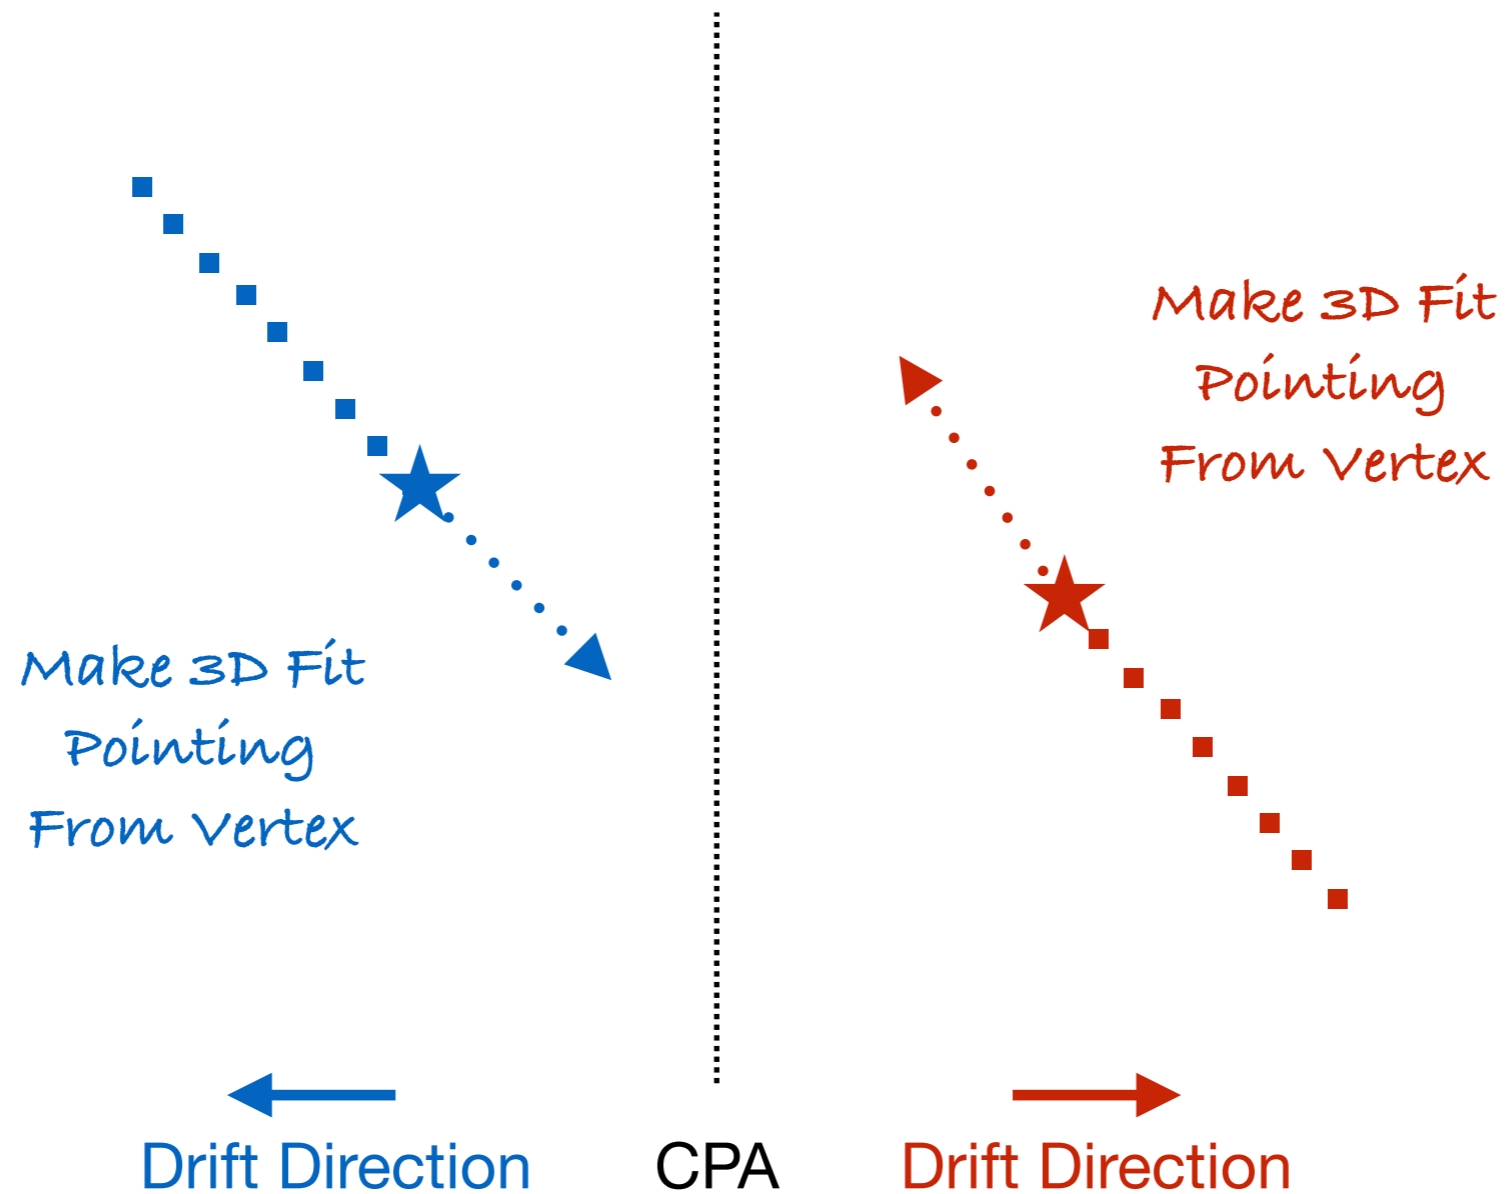 Make 3D Fit
Pointing
From Vertex
Make 3D Fit
Pointing
From Vertex
Drift Direction
CPA
Drift Direction